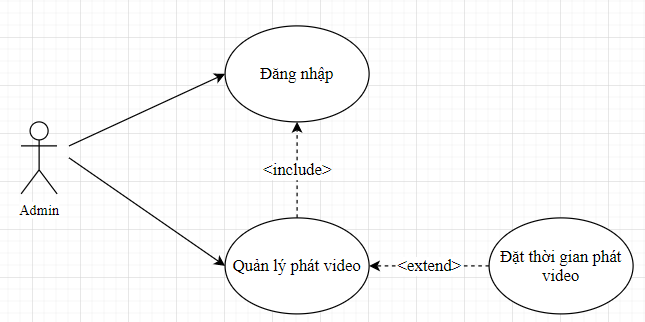 Đăng nhập
<include>
Admin
Quản lý phát video
<extend>
Đặt thời gian phát
video